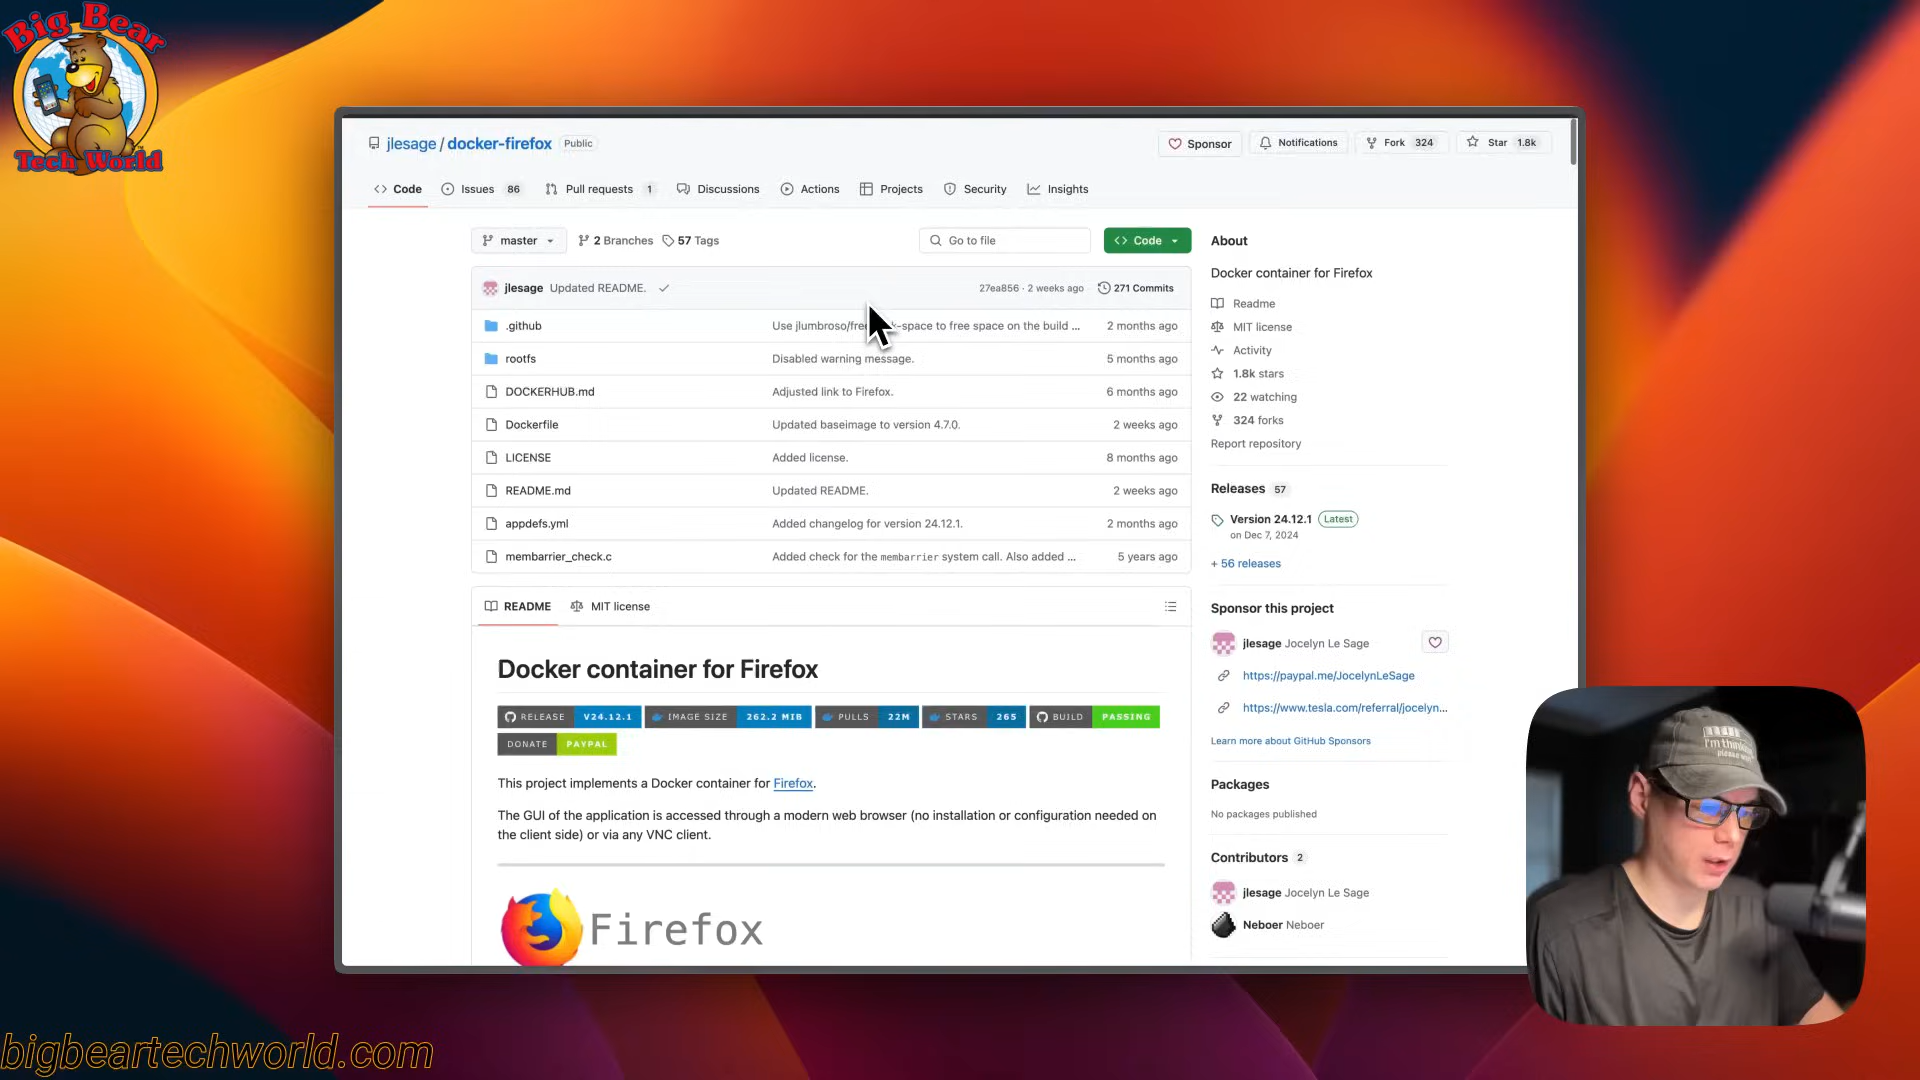 Big Bear
Tech World
jlesage / docker-firefox Public
Sponsor
Notifications
Fork 324
Star 1.8k
Code
Issues 86
Pull requests 1
Discussions
Actions
Projects
Security
Insights
master
2 Branches
57 Tags
Go to file
Code
jlesage Updated README.
27ea856 · 2 weeks ago
271 Commits
.github
Use jlumbroso/free -space to free space on the build ...
2 months ago
rootfs
Disabled warning message.
5 months ago
DOCKERHUB.md
Adjusted link to Firefox.
6 months ago
Dockerfile
Updated baseimage to version 4.7.0.
2 weeks ago
LICENSE
Added license.
8 months ago
README.md
Updated README.
2 weeks ago
appdefs.yml
Added changelog for version 24.12.1.
2 months ago
membarrier_check.c
Added check for the membarrier system call. Also added ...
5 years ago
README
MIT license
Docker container for Firefox
RELEASE V24.12.1
IMAGE SIZE 262.2 MIB
PULLS 22M
STARS 265
BUILD PASSING
DONATE PAYPAL
This project implements a Docker container for Firefox.
The GUI of the application is accessed through a modern web browser (no installation or configuration needed on
the client side) or via any VNC client.
Firefox
About
Docker container for Firefox
Readme
MIT license
Activity
1.8k stars
22 watching
324 forks
Report repository
Releases 57
Version 24.12.1 Latest
on Dec 7, 2024
+ 56 releases
Sponsor this project
jlesage Jocelyn Le Sage
https://paypal.me/JocelynLeSage
https://www.tesla.com/referral/jocelyn...
Learn more about GitHub Sponsors
Packages
No packages published
Contributors 2
jlesage Jocelyn Le Sage
Neboer Neboer
I'm thinking
bigbeartechworld.com